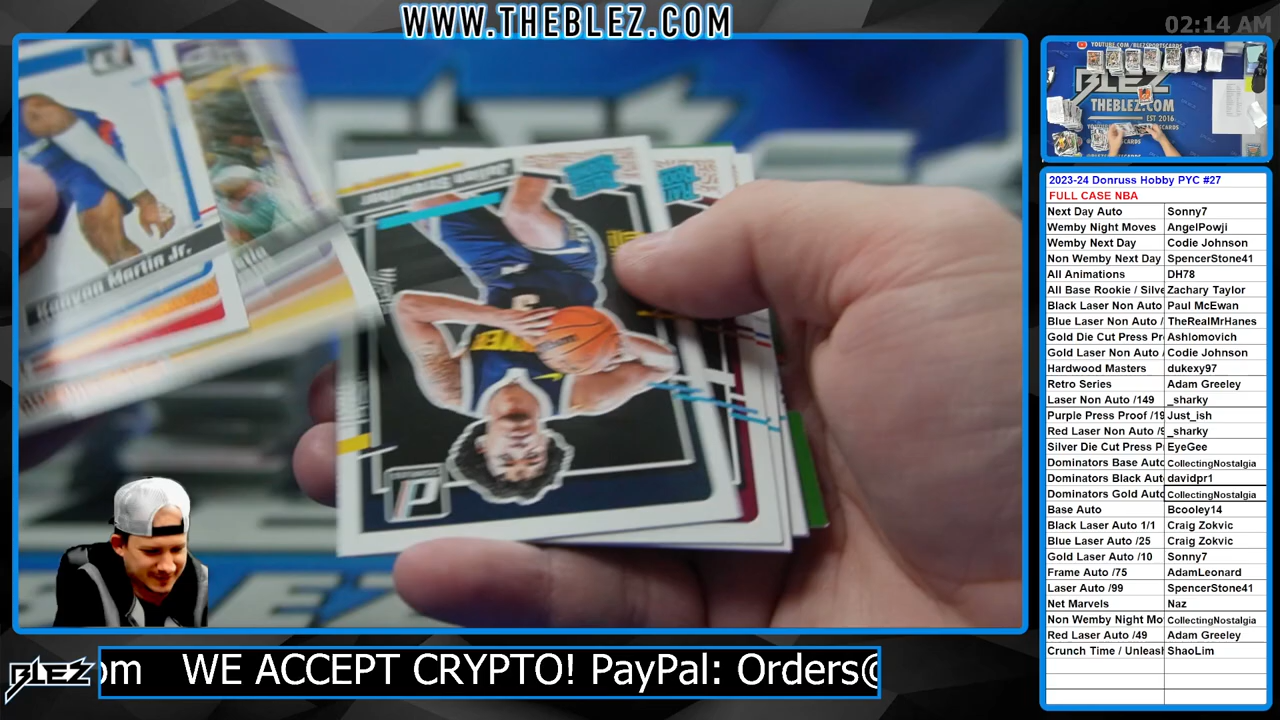 WWW.THEBLEZ.COM
02:14 AM
YOUTUBE.COM/BLEZSPORTSCARDS
BLEZ
THEBLEZ.COM
EST 2016
2023-24 Donruss Hobby PYC #27
FULL CASE NBA
Next Day Auto Sonny7
Wemby Night Moves AngelPowji
Wemby Next Day Codie Johnson
Non Wemby Next Day SpencerStone41
All Animations DH78
All Base Rookie / Silve Zachary Taylor
Black Laser Non Auto Paul McEwan
Blue Laser Non Auto / TheRealMrHanes
Gold Die Cut Press Pr Ashlomovich
Gold Laser Non Auto Codie Johnson
Hardwood Masters dukexy97
Retro Series Adam Greeley
Laser Non Auto /149 _sharky
Purple Press Proof /19 Just_ish
Red Laser Non Auto /9 _sharky
Silver Die Cut Press P EyeGee
Dominators Base Auto CollectingNostalgia
Dominators Black Aut davidpr1
Dominators Gold Auto CollectingNostalgia
Base Auto Bcooley14
Black Laser Auto 1/1 Craig Zokvic
Blue Laser Auto /25 Craig Zokvic
Gold Laser Auto /10 Sonny7
Frame Auto /75 AdamLeonard
Laser Auto /99 SpencerStone41
Net Marvels Naz
Non Wemby Night Mo CollectingNostalgia
Red Laser Auto /49 Adam Greeley
Crunch Time / Unleash ShaoLim
Kenyon Martin Jr.
Julian
P
BLEZ
om WE ACCEPT CRYPTO! PayPal: Orders@